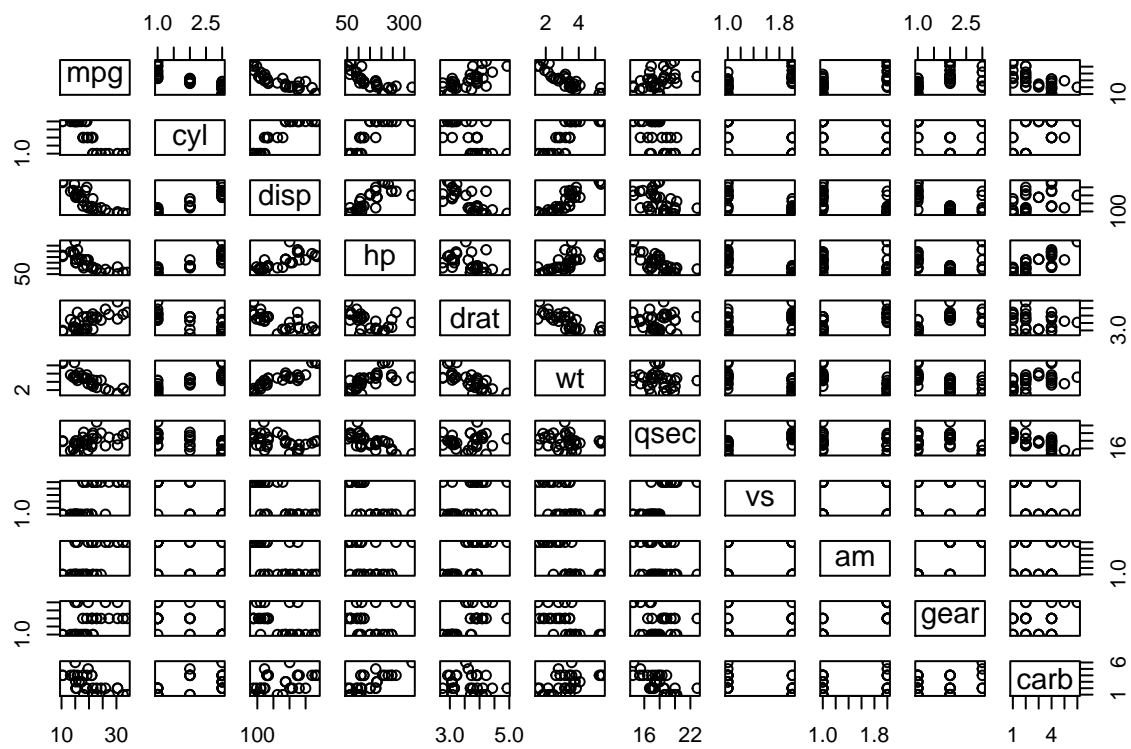 1.0 2.5 50 300 2 4 1.0 1.8 1.0 2.5
mpg 10
1.0 cyl
disp 100
50 hp
drat 3.0
2 wt
qsec 16
1.0 vs
am 1.0
1.0 gear
carb 1 6
10 30 100 3.0 5.0 16 22 1.0 1.8 1 4